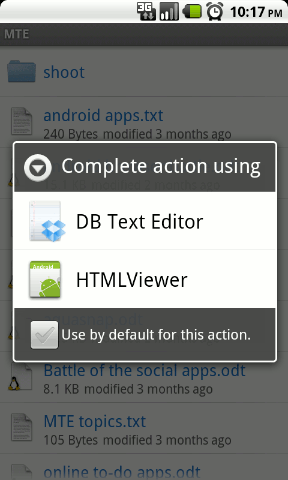 3G
10:17 PM
MTE
shoot
android apps.txt
240 Bytes modified 3 months ago
Complete action using
DB Text Editor
Android
HTMLViewer
Use by default for this action.
Battle of the social apps.odt
8.1 KB modified 3 months ago
MTE topics.txt
105 Bytes modified 3 months ago
online to-do apps.odt